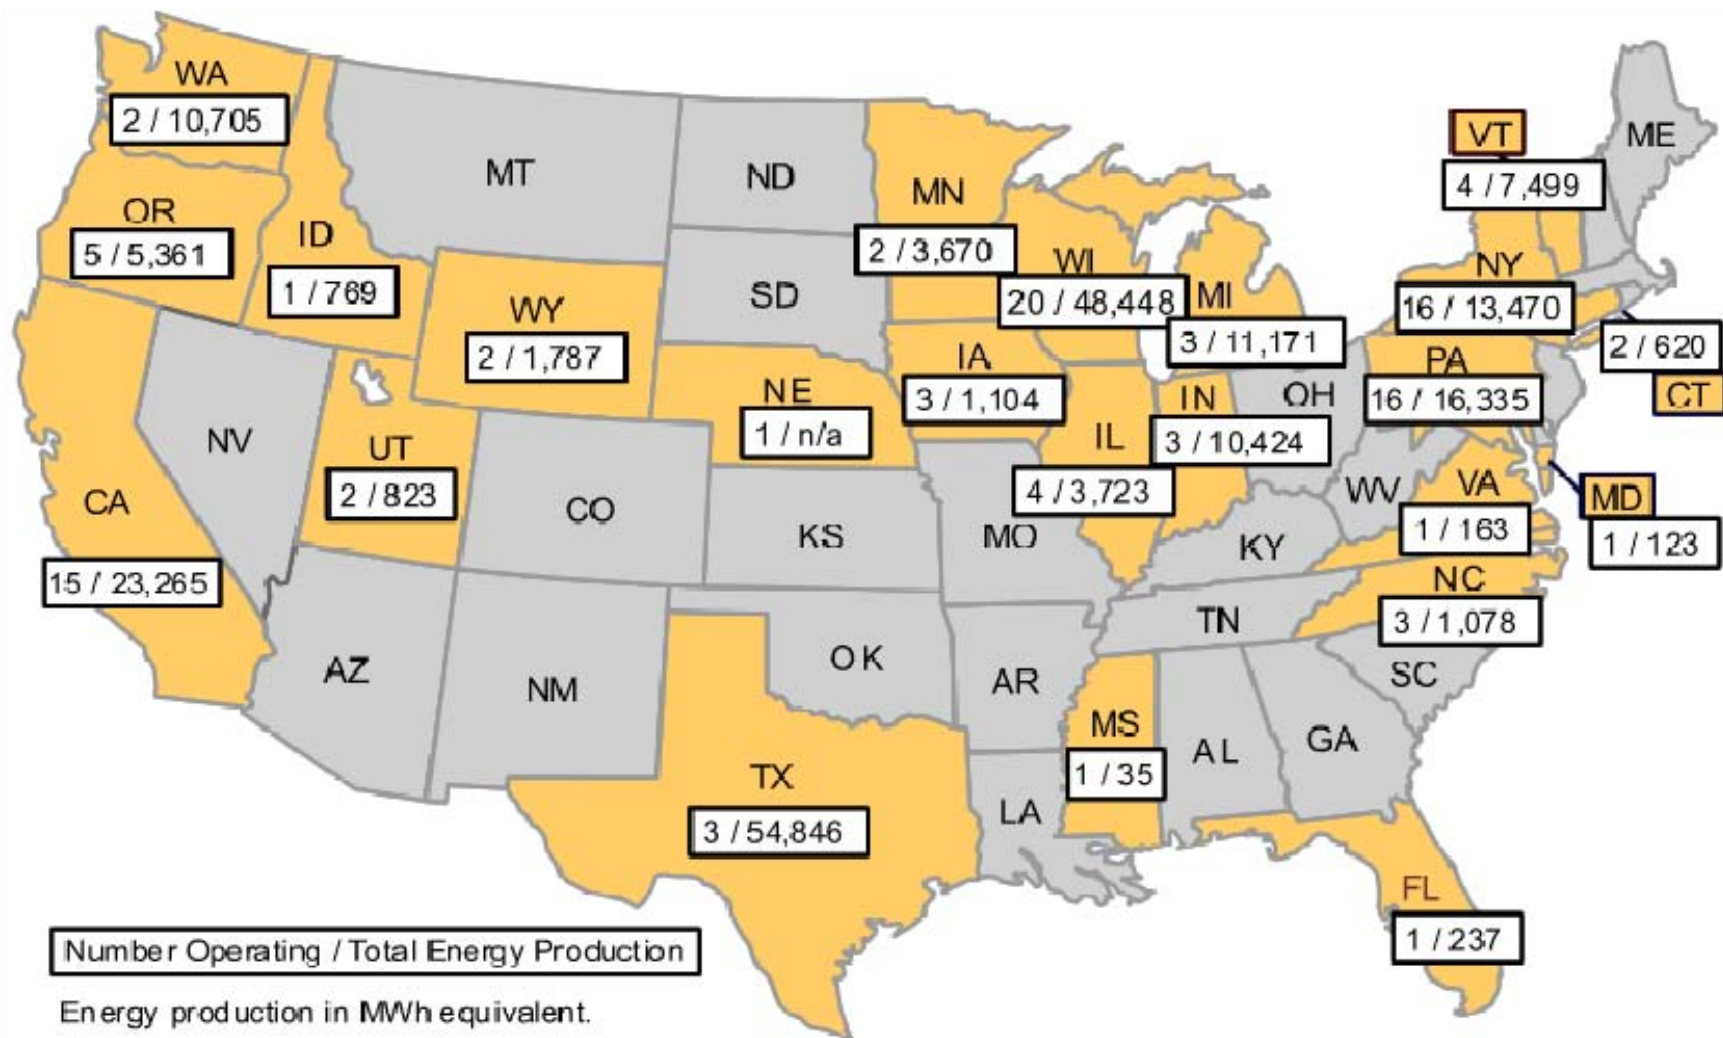 WA
2 / 10,705
VT
ME
4 / 7,499
MT
ND
MN
OR
5 / 5,361
ID
1 / 769
2 / 3,670
WI
20 / 48,448
NY
16 / 13,470
SD
MI
3 / 11,171
WY
2 / 1,787
2 / 620
CT
IA
3 / 1,104
PA
16 / 16,335
NE
1 / n/a
IN
3 / 10,424
OH
NV
UT
2 / 823
IL
4 / 3,723
CA
15 / 23,265
CO
KS
MO
WV
VA
1 / 163
MD
1 / 123
KY
NC
3 / 1,078
TN
AZ
NM
OK
AR
SC
MS
1 / 35
AL
GA
TX
3 / 54,846
LA
FL
1 / 237
Number Operating / Total Energy Production
Energy production in MWh equivalent.